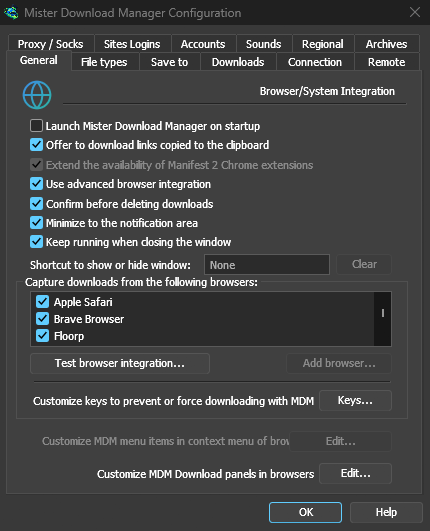 Mister Download Manager Configuration
Proxy / Socks Sites Logins Accounts Sounds Regional Archives
General File types Save to Downloads Connection Remote
Browser/System Integration
Launch Mister Download Manager on startup
Offer to download links copied to the clipboard
Extend the availability of Manifest 2 Chrome extensions
Use advanced browser integration
Confirm before deleting downloads
Minimize to the notification area
Keep running when closing the window
Shortcut to show or hide window: None Clear
Capture downloads from the following browsers:
Apple Safari
Brave Browser
Floorp
Test browser integration... Add browser...
Customize keys to prevent or force downloading with MDM Keys...
Customize MDM menu items in context menu of brow Edit...
Customize MDM Download panels in browsers Edit...
OK Help